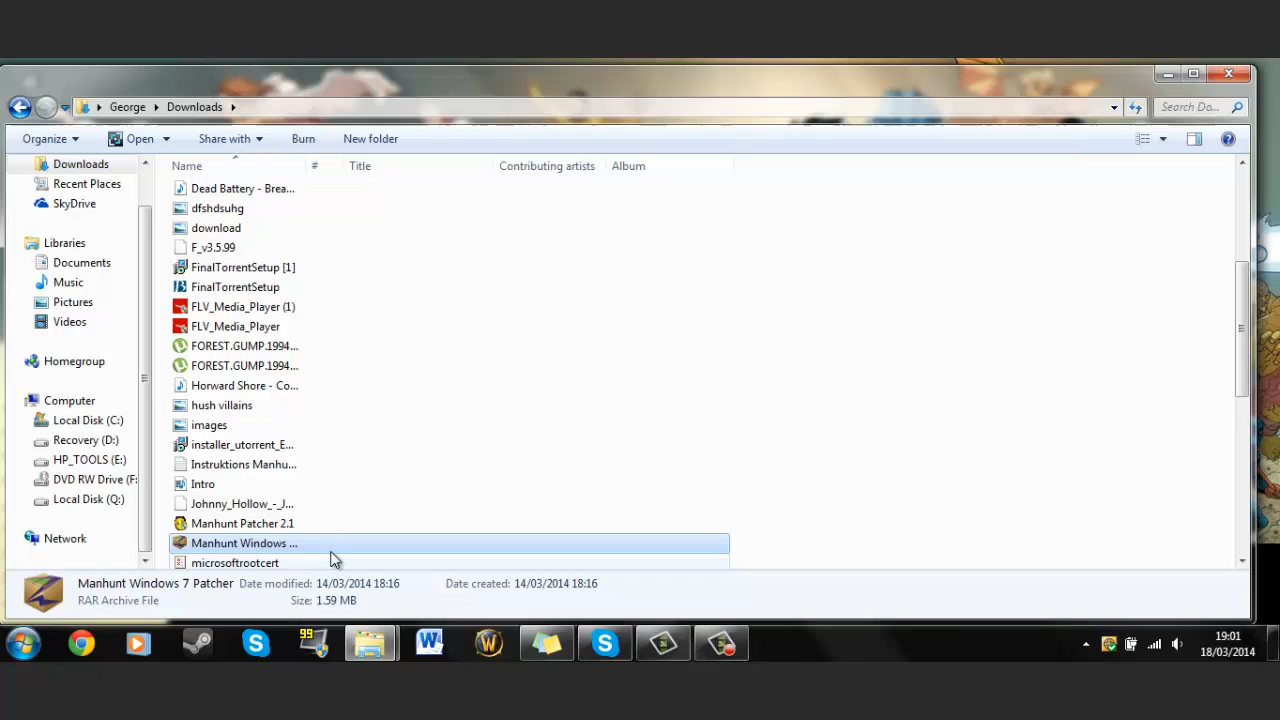 George Downloads Search Do...
Organize Open Share with Burn New folder
Name # Title Contributing artists Album
Downloads
Recent Places
SkyDrive
Libraries
Documents
Music
Pictures
Videos
Homegroup
Computer
Local Disk (C:)
Recovery (D:)
HP_TOOLS (E:)
DVD RW Drive (F:
Local Disk (Q:)
Network
Dead Battery - Brea...
dfshdsuhg
download
F_v3.5.99
FinalTorrentSetup [1]
FinalTorrentSetup
FLV_Media_Player (1)
FLV_Media_Player
FOREST.GUMP.1994...
FOREST.GUMP.1994...
Horward Shore - Co...
hush villains
images
installer_utorrent_E...
Instruktions Manhu...
Intro
Johnny_Hollow_-_J...
Manhunt Patcher 2.1
Manhunt Windows ...
microsoftrootcert
Manhunt Windows 7 Patcher Date modified: 14/03/2014 18:16 Date created: 14/03/2014 18:16
RAR Archive File Size: 1.59 MB
99
19:01
18/03/2014